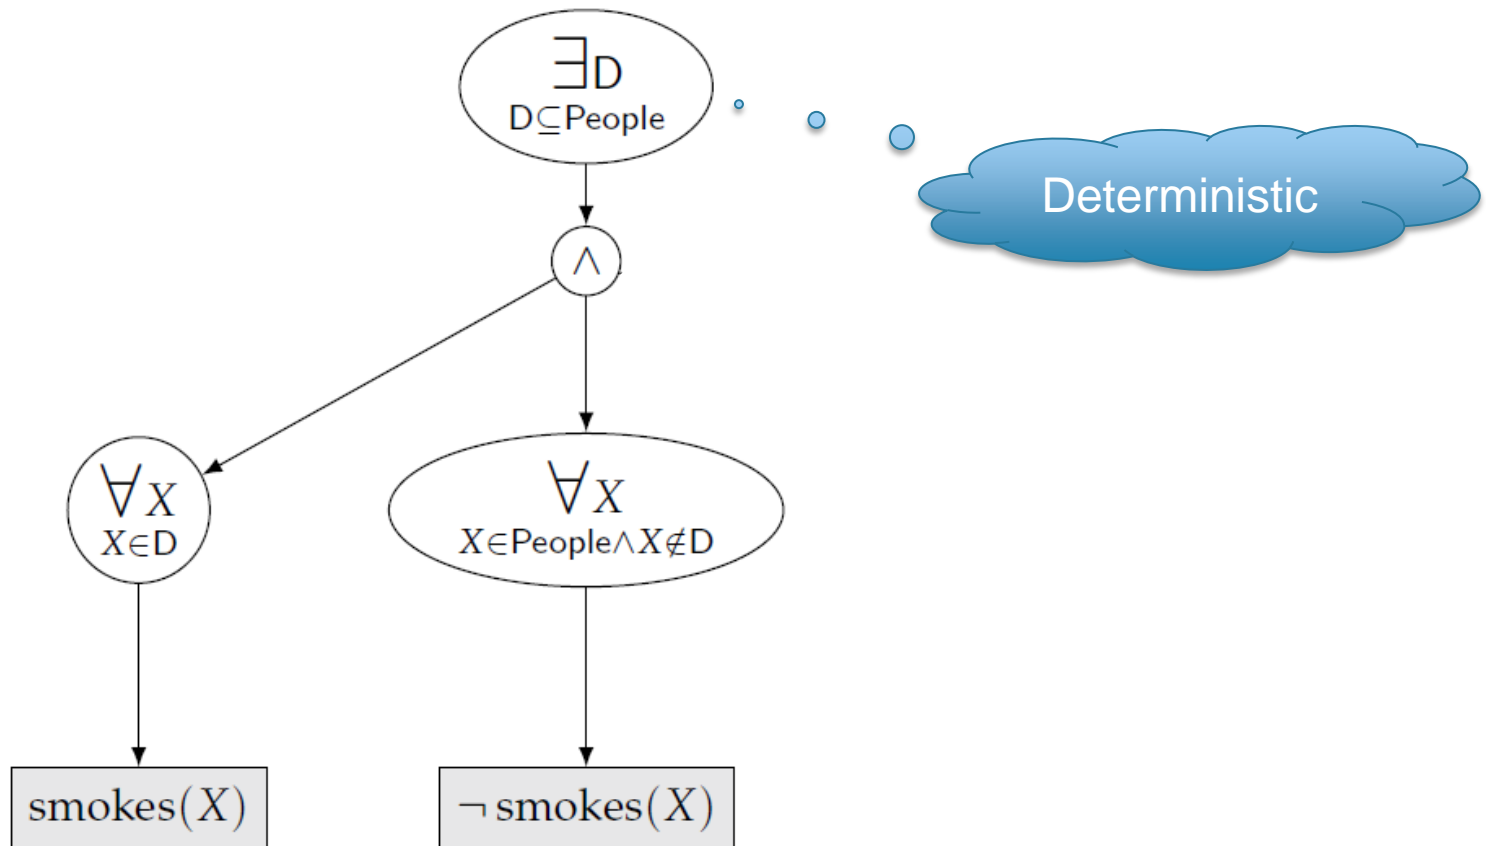 ∃D
D⊆People
Deterministic
∧
∀X
X∈D
∀X
X∈People∧X∉D
smokes(X)
¬ smokes(X)